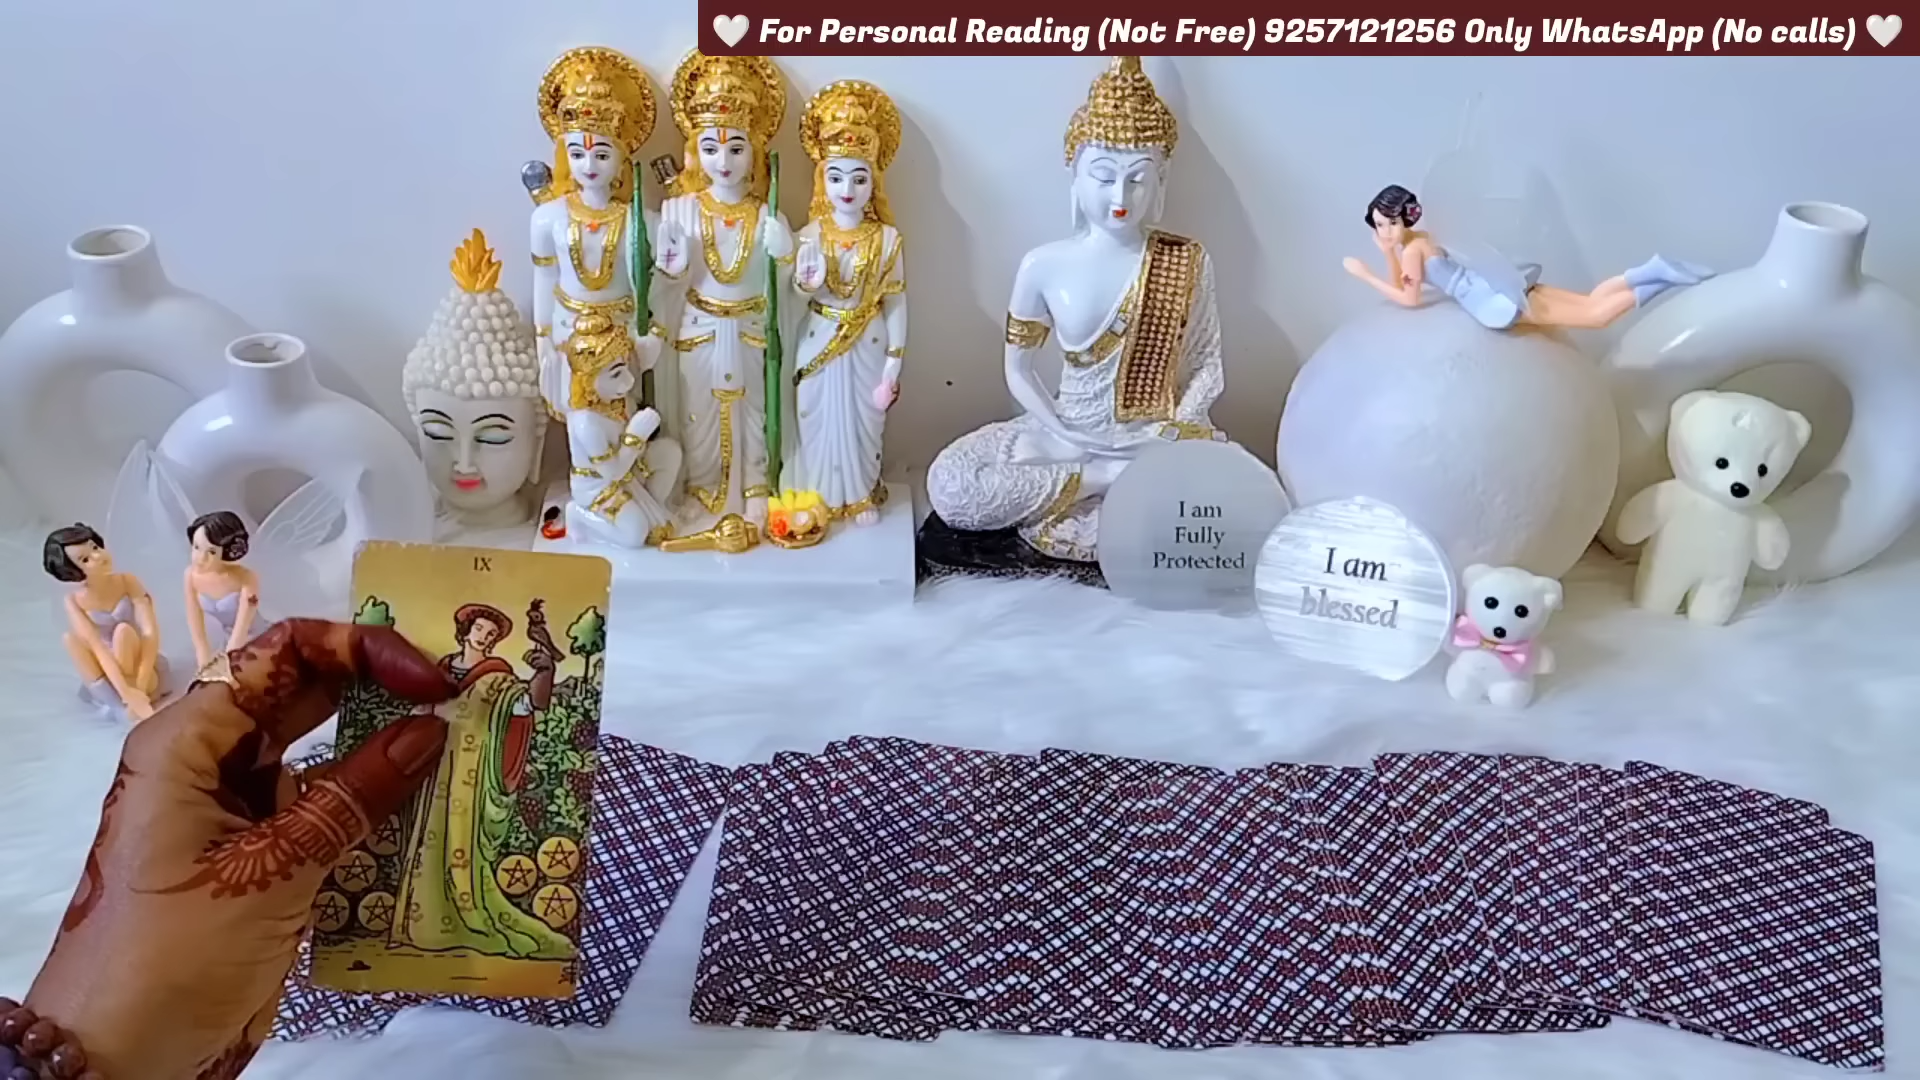 🤍 For Personal Reading (Not Free) 9257121256 Only WhatsApp (No calls) 🤍
I am
Fully
Protected
I am
blessed
IX